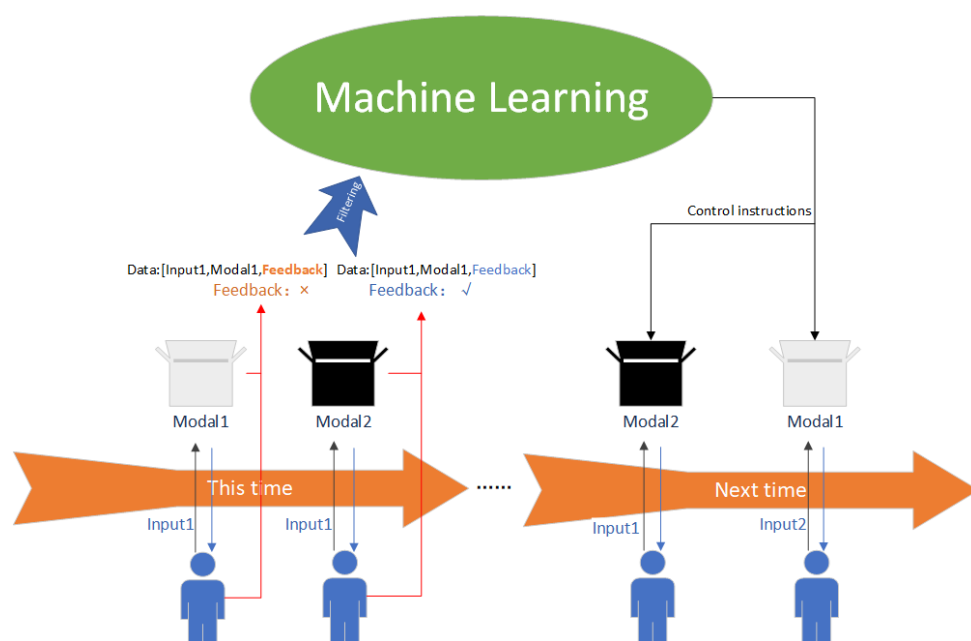 Machine Learning
Filtering
Control instructions
Data:[Input1,Modal1,Feedback] Data:[Input1,Modal1,Feedback]
Feedback：× Feedback： √
Modal1 Modal2 Modal2 Modal1
This time ...... Next time
Input1 Input1 Input1 Input2